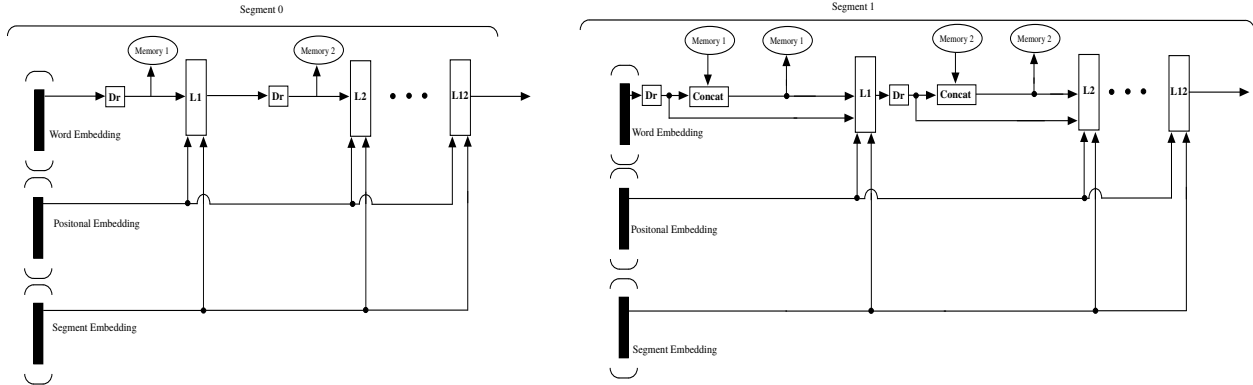 Segment 0
Memory 1
Memory 2
Dr
L1
Dr
L2
L12
Word Embedding
Positonal Embedding
Segment Embedding
Segment 1
Memory 1
Memory 1
Memory 2
Memory 2
Dr
Concat
L1
Dr
Concat
L2
L12
Word Embedding
Positonal Embedding
Segment Embedding